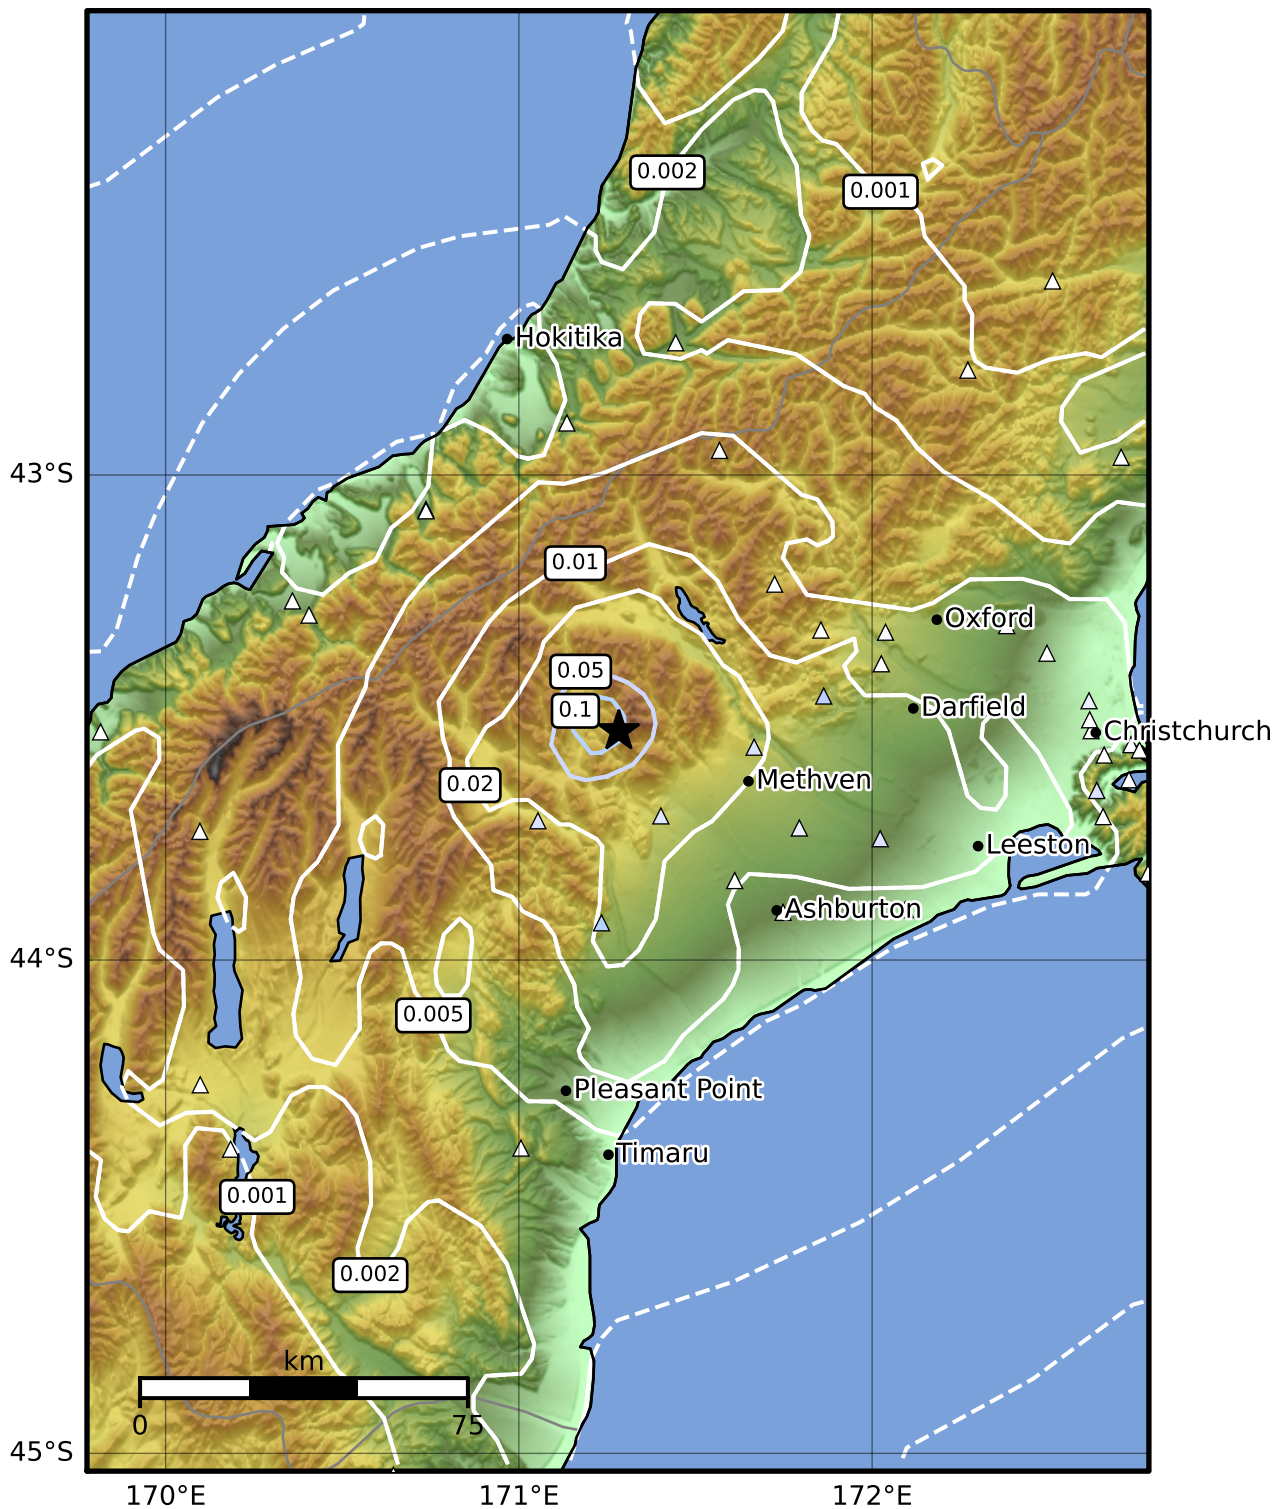 0.002
0.001
Hokitika
43°S
0.01
Oxford
0.05
0.1
Darfield
Christchurch
0.02
Methven
Leeston
Ashburton
44°S
0.005
Pleasant Point
Timaru
0.001
0.002
km
0
75
45°S
170°E
171°E
172°E